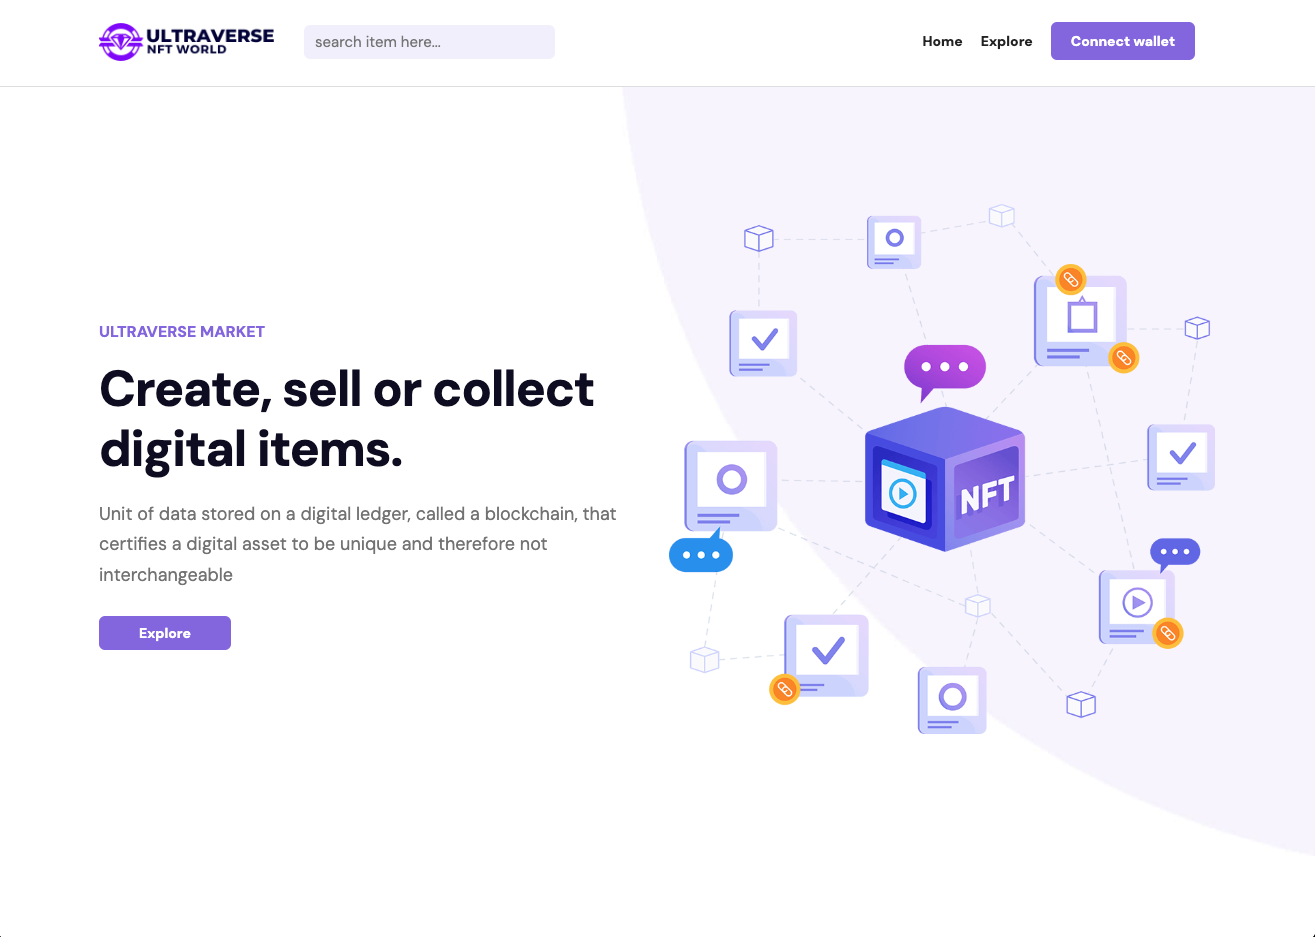 ULTRAVERSE
NFT WORLD
search item here...
Home
Explore
Connect wallet
ULTRAVERSE MARKET
Create, sell or collect
digital items.
Unit of data stored on a digital ledger, called a blockchain, that
certifies a digital asset to be unique and therefore not
interchangeable
Explore
NFT